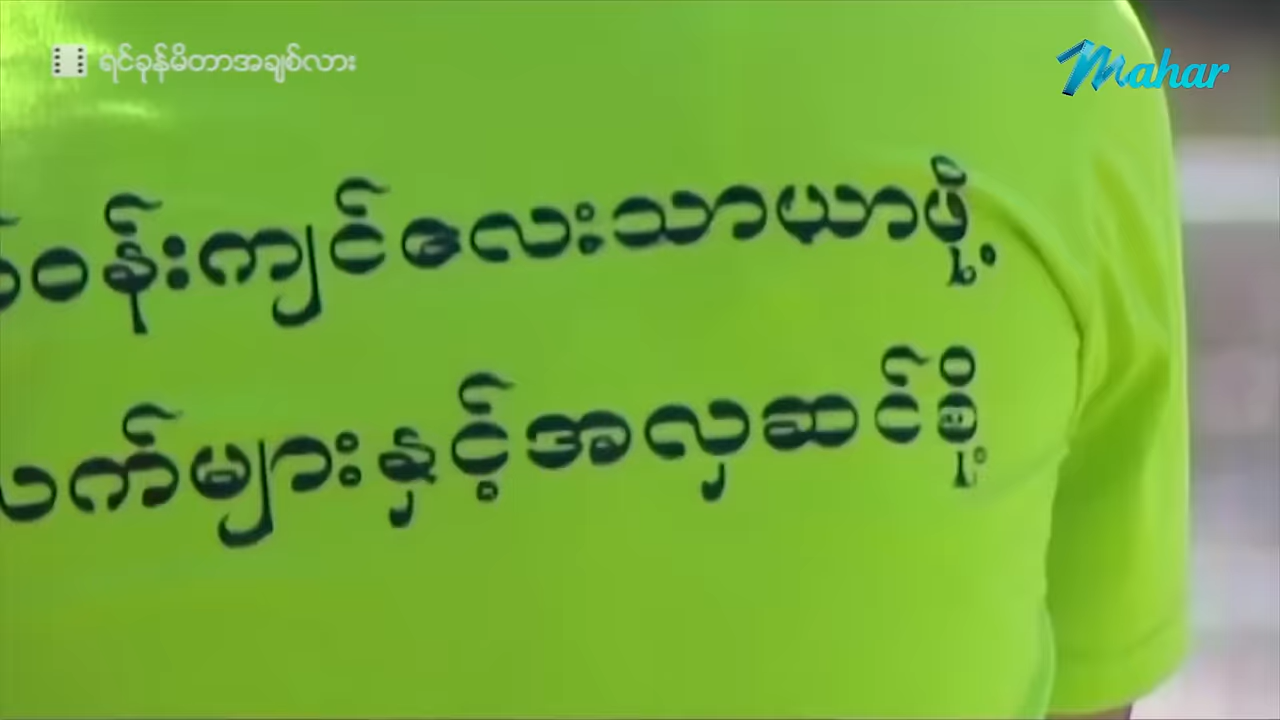 ရင်ခုန်မိတာအချစ်လား
Mahar
ဝန်းကျင်လေးသာယာဖို့
လက်များနှင့်အလှဆင်စို့